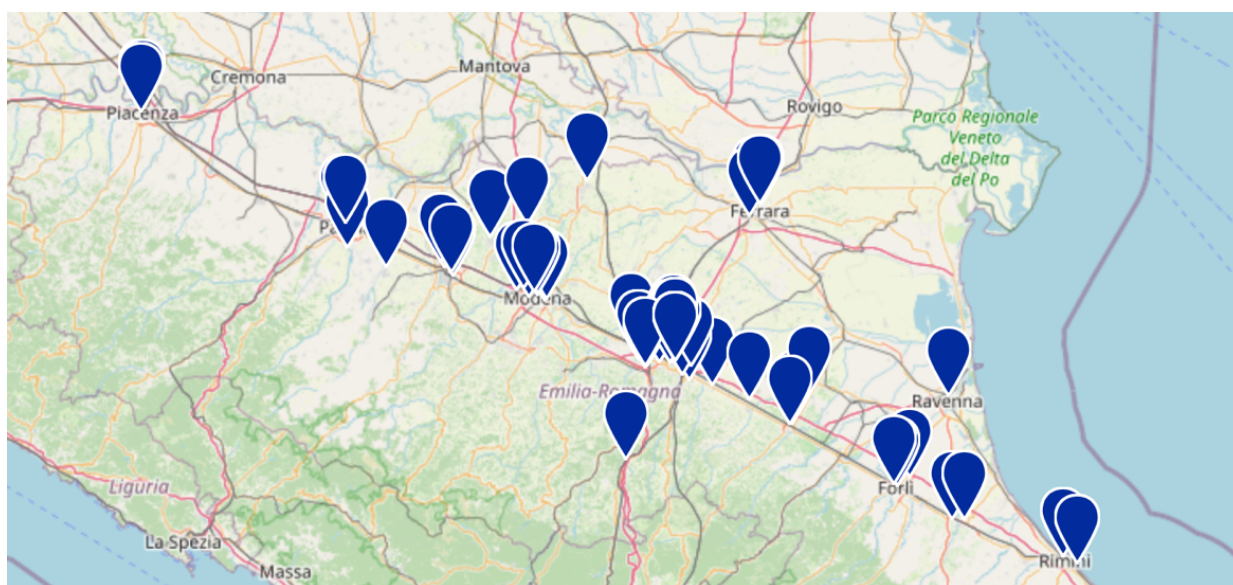 Mantova
Cremona
Rovigo
Piacenza
Parco Regionale
Veneto
del Delta
del Po
Ferrara
Modena
Emilia-Romagna
Ravenna
Liguria
Forlì
La Spezia
Rimini
Massa